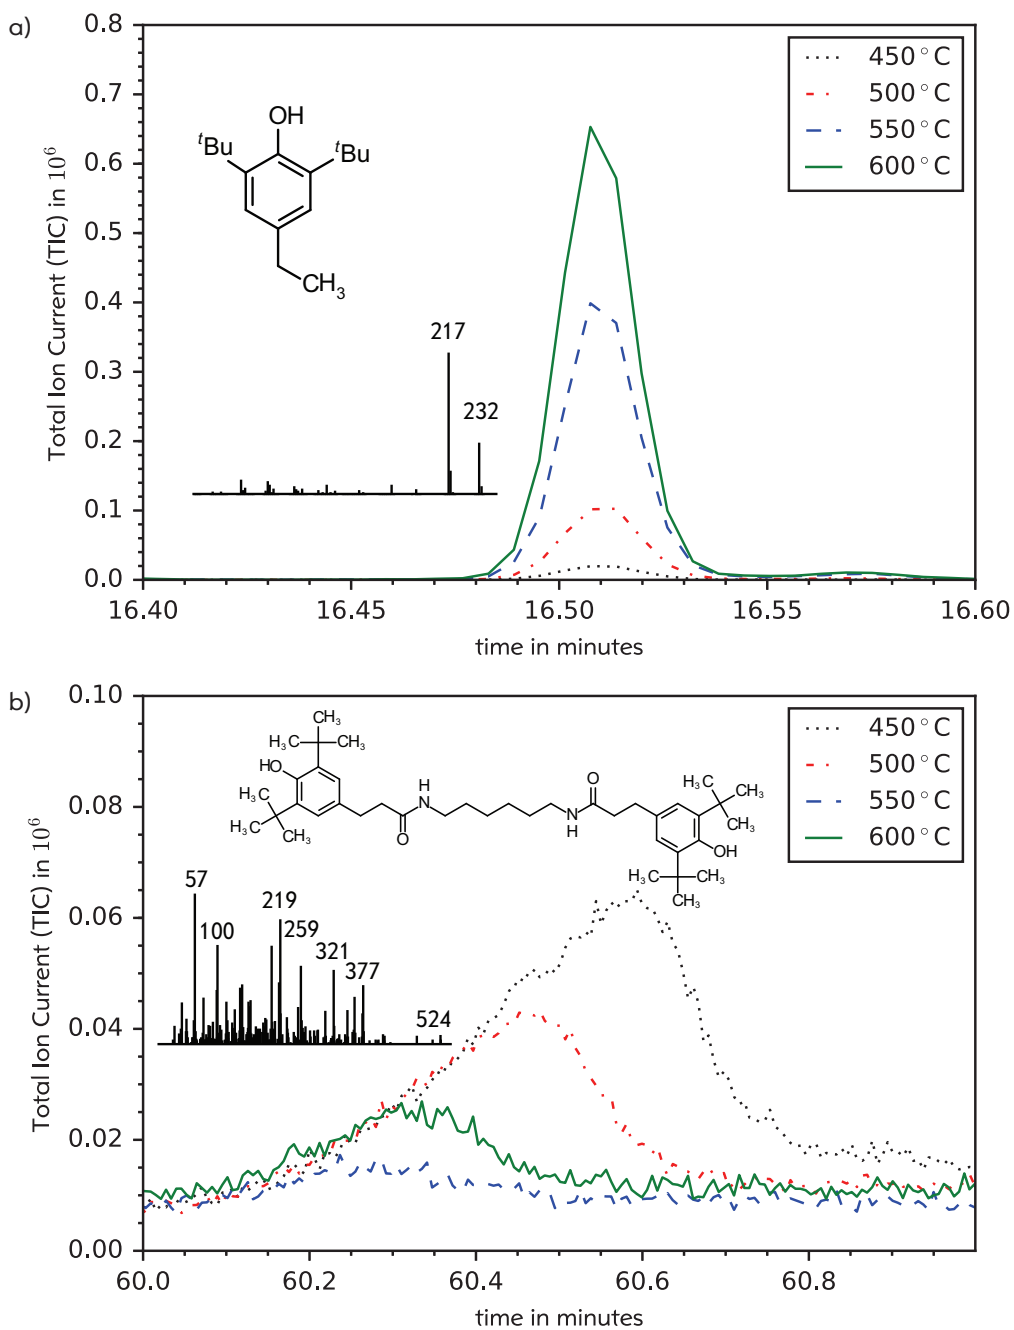 a)
Total Ion Current (TIC) in 10⁶
0.8
0.7
0.6
0.5
0.4
0.3
0.2
0.1
0.0
450°C
500°C
550°C
600°C
OH
ᵗBu
ᵗBu
CH₃
217
232
16.40 16.45 16.50 16.55 16.60
time in minutes
b)
Total Ion Current (TIC) in 10⁶
0.10
0.08
0.06
0.04
0.02
0.00
450°C
500°C
550°C
600°C
CH₃
H₃C CH₃
HO
H₃C
H₃C CH₃
H
N
O
O
N
H
H₃C CH₃
CH₃
OH
H₃C CH₃
CH₃
57
100
219
259
321
377
524
60.0 60.2 60.4 60.6 60.8
time in minutes